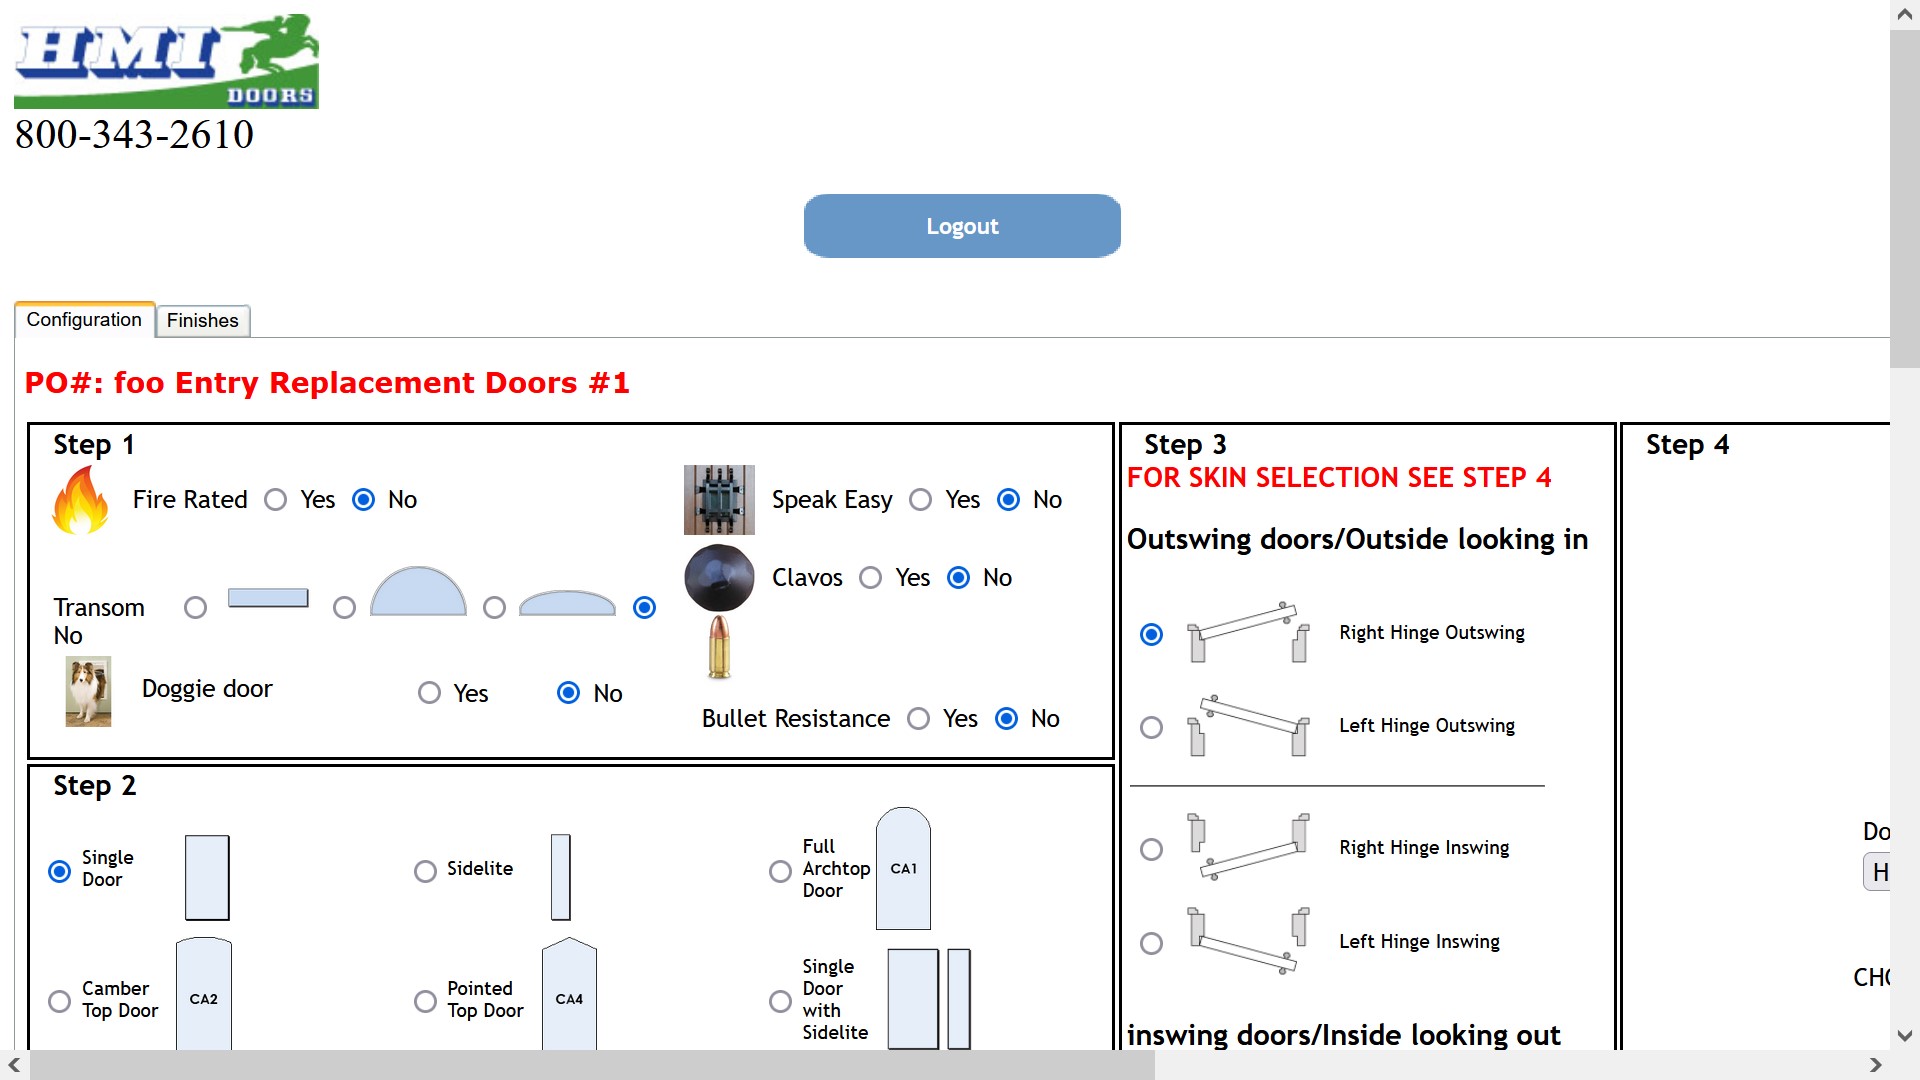 HMI
DOORS
800-343-2610
Logout
Configuration
Finishes
PO#: foo Entry Replacement Doors #1
Step 1
Fire Rated Yes No
Speak Easy Yes No
Clavos Yes No
Transom
No
Doggie door Yes No
Bullet Resistance Yes No
Step 2
Single
Door
Sidelite
Full
Archtop
Door
CA1
Camber
Top Door
CA2
Pointed
Top Door
CA4
Single
Door
with
Sidelite
Step 3
FOR SKIN SELECTION SEE STEP 4
Outswing doors/Outside looking in
Right Hinge Outswing
Left Hinge Outswing
Right Hinge Inswing
Left Hinge Inswing
inswing doors/Inside looking out
Step 4